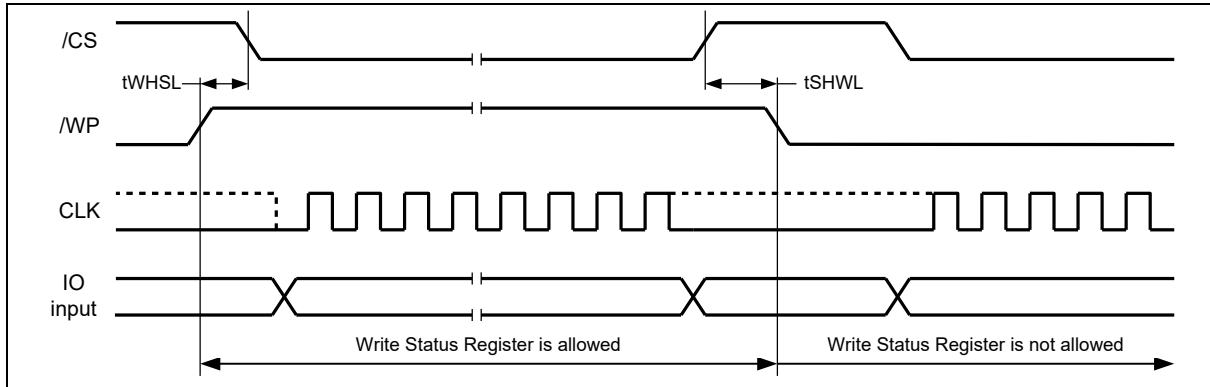 /CS
tWHSL
tSHWL
/WP
CLK
IO
input
Write Status Register is allowed
Write Status Register is not allowed